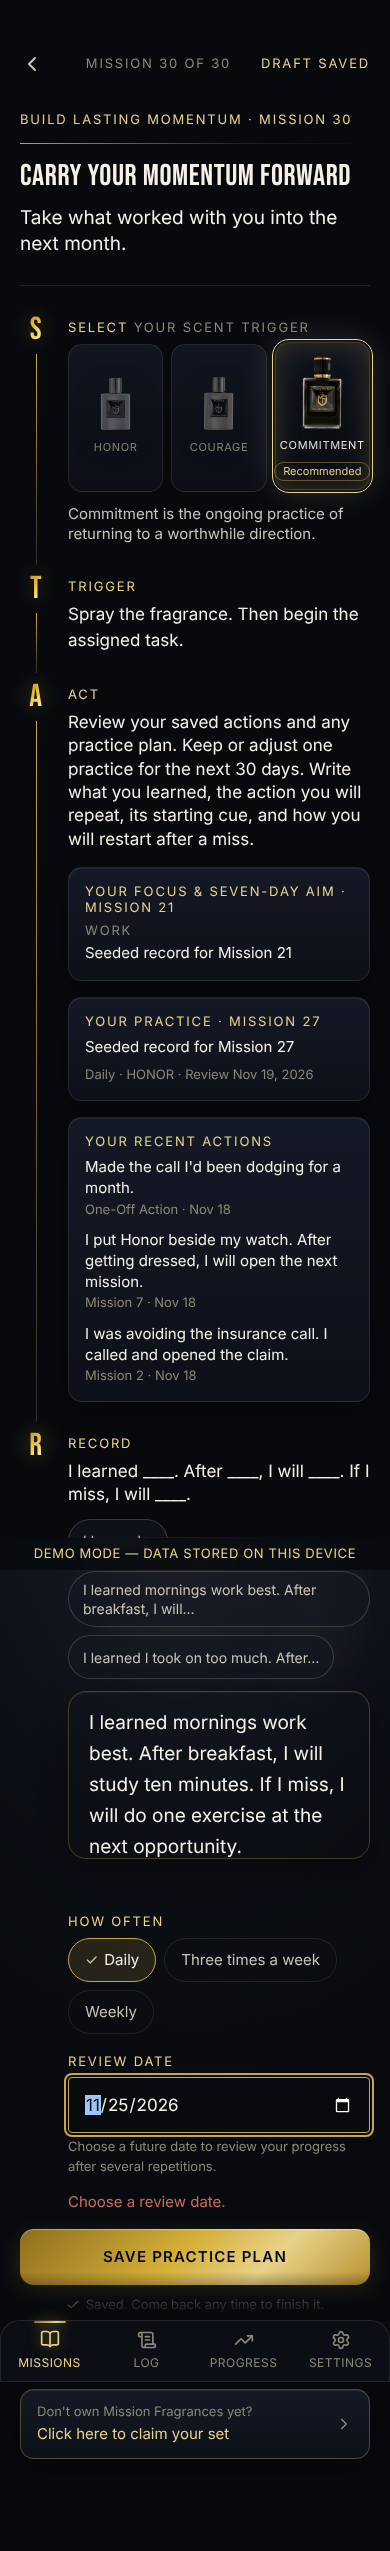 MISSION 30 OF 30
DRAFT SAVED
BUILD LASTING MOMENTUM · MISSION 30
CARRY YOUR MOMENTUM FORWARD
Take what worked with you into the
next month.
S
SELECT YOUR SCENT TRIGGER
HONOR
COURAGE
COMMITMENT
Recommended
Commitment is the ongoing practice of
returning to a worthwhile direction.
T
TRIGGER
Spray the fragrance. Then begin the
assigned task.
A
ACT
Review your saved actions and any
practice plan. Keep or adjust one
practice for the next 30 days. Write
what you learned, the action you will
repeat, its starting cue, and how you
will restart after a miss.
YOUR FOCUS & SEVEN-DAY AIM ·
MISSION 21
WORK
Seeded record for Mission 21
YOUR PRACTICE · MISSION 27
Seeded record for Mission 27
Daily · HONOR · Review Nov 19, 2026
YOUR RECENT ACTIONS
Made the call I'd been dodging for a
month.
One-Off Action · Nov 18
I put Honor beside my watch. After
getting dressed, I will open the next
mission.
Mission 7 · Nov 18
I was avoiding the insurance call. I
called and opened the claim.
Mission 2 · Nov 18
R
RECORD
I learned ____. After ____, I will ____. If I
miss, I will ____.
DEMO MODE — DATA STORED ON THIS DEVICE
I learned mornings work best. After
breakfast, I will...
I learned I took on too much. After...
I learned mornings work
best. After breakfast, I will
study ten minutes. If I miss, I
will do one exercise at the
next opportunity.
HOW OFTEN
Daily
Three times a week
Weekly
REVIEW DATE
11/25/2026
Choose a future date to review your progress
after several repetitions.
Choose a review date.
SAVE PRACTICE PLAN
Saved. Come back any time to finish it.
MISSIONS
LOG
PROGRESS
SETTINGS
Don't own Mission Fragrances yet?
Click here to claim your set